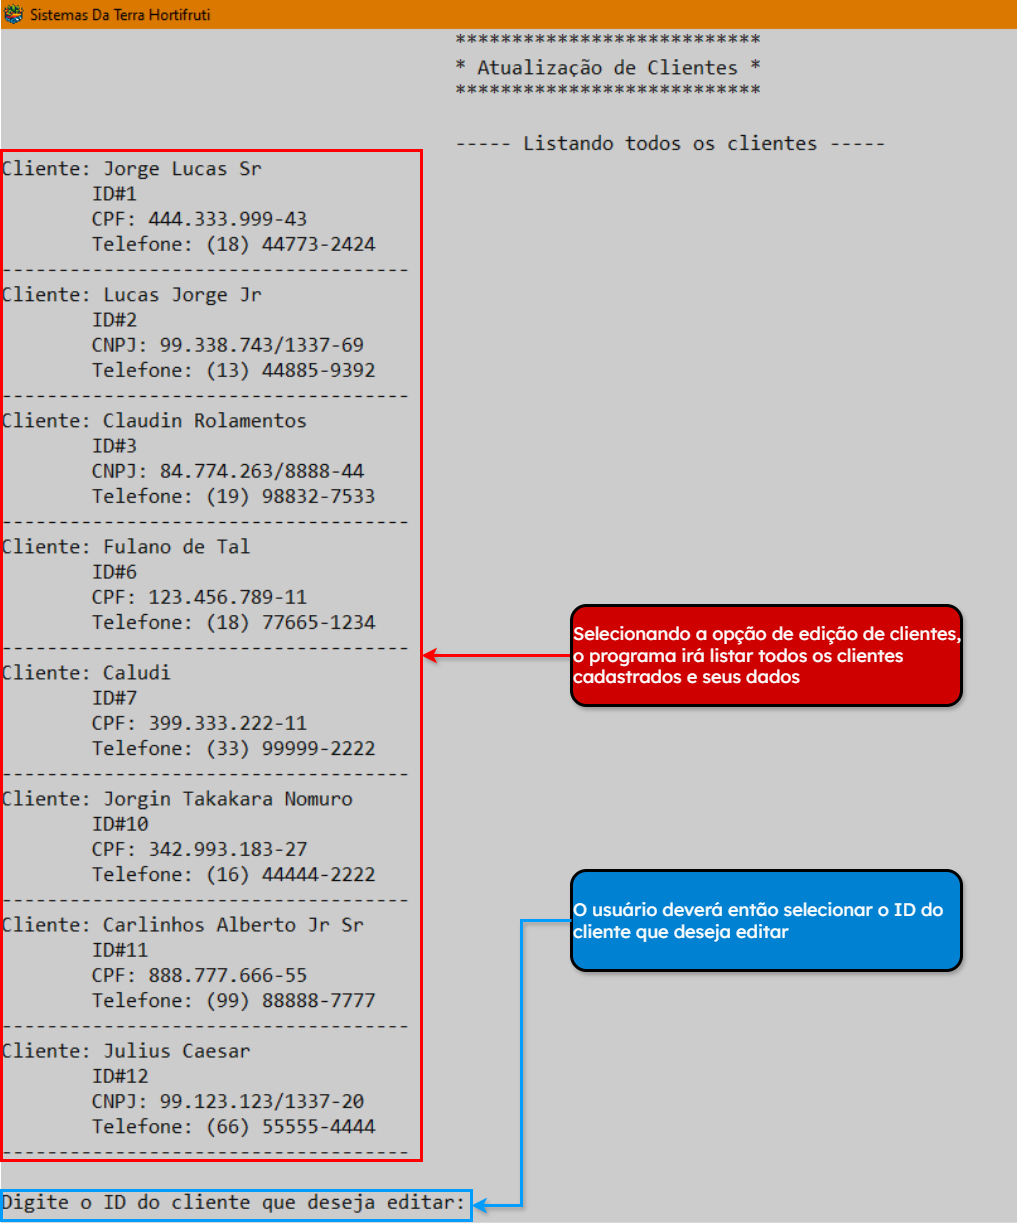 Sistemas Da Terra Hortifruti
***************************
* Atualização de Clientes *
***************************
----- Listando todos os clientes -----
Cliente: Jorge Lucas Sr
ID#1
CPF: 444.333.999-43
Telefone: (18) 44773-2424
------------------------------------
Cliente: Lucas Jorge Jr
ID#2
CNPJ: 99.338.743/1337-69
Telefone: (13) 44885-9392
------------------------------------
Cliente: Claudin Rolamentos
ID#3
CNPJ: 84.774.263/8888-44
Telefone: (19) 98832-7533
------------------------------------
Cliente: Fulano de Tal
ID#6
CPF: 123.456.789-11
Telefone: (18) 77665-1234
------------------------------------
Cliente: Caludi
ID#7
CPF: 399.333.222-11
Telefone: (33) 99999-2222
------------------------------------
Cliente: Jorgin Takakara Nomuro
ID#10
CPF: 342.993.183-27
Telefone: (16) 44444-2222
------------------------------------
Cliente: Carlinhos Alberto Jr Sr
ID#11
CPF: 888.777.666-55
Telefone: (99) 88888-7777
------------------------------------
Cliente: Julius Caesar
ID#12
CNPJ: 99.123.123/1337-20
Telefone: (66) 55555-4444
------------------------------------
Digite o ID do cliente que deseja editar:
Selecionando a opção de edição de clientes,
o programa irá listar todos os clientes
cadastrados e seus dados
O usuário deverá então selecionar o ID do
cliente que deseja editar